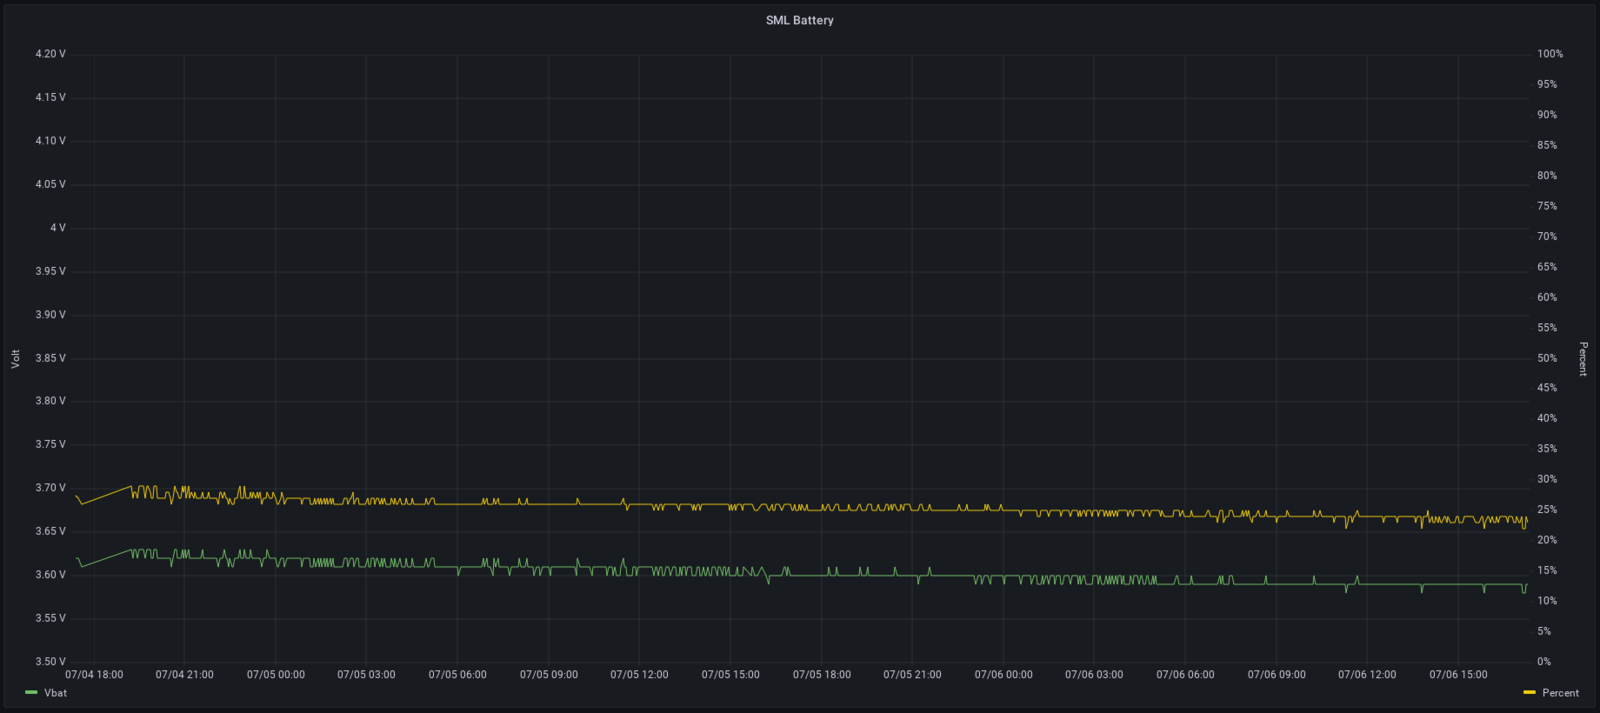 SML Battery
4.20 V
4.15 V
4.10 V
4.05 V
4 V
3.95 V
3.90 V
3.85 V
3.80 V
3.75 V
3.70 V
3.65 V
3.60 V
3.55 V
3.50 V
Volt
100%
95%
90%
85%
80%
75%
70%
65%
60%
55%
50%
45%
40%
35%
30%
25%
20%
15%
10%
5%
0%
Percent
07/04 18:00 07/04 21:00 07/05 00:00 07/05 03:00 07/05 06:00 07/05 09:00 07/05 12:00 07/05 15:00 07/05 18:00 07/05 21:00 07/06 00:00 07/06 03:00 07/06 06:00 07/06 09:00 07/06 12:00 07/06 15:00
Vbat
Percent